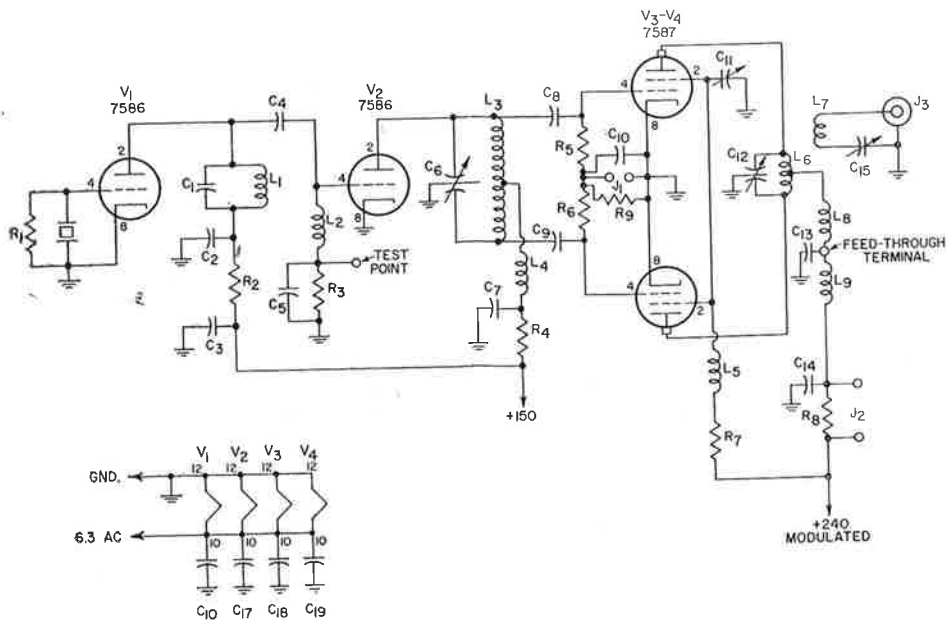 V3-V4
7587
V1
7586
V2
7586
C4
L3
C8
2
C11
J3
L7
4
2
2
C6
R5
C10
8
C12
L6
C15
4
C1
L1
4
J1
R1
8
8
R6
R9
L8
C2
L2
C9
L4
C13
FEED-THROUGH
TERMINAL
TEST
POINT
8
L9
R2
C5
R3
C7
4
2
C3
R4
L5
C14
R8
J2
+150
R7
V1
V2
V3
V4
12
12
12
12
GND.
+240
MODULATED
6.3 AC
10
10
10
10
C10
C17
C18
C19